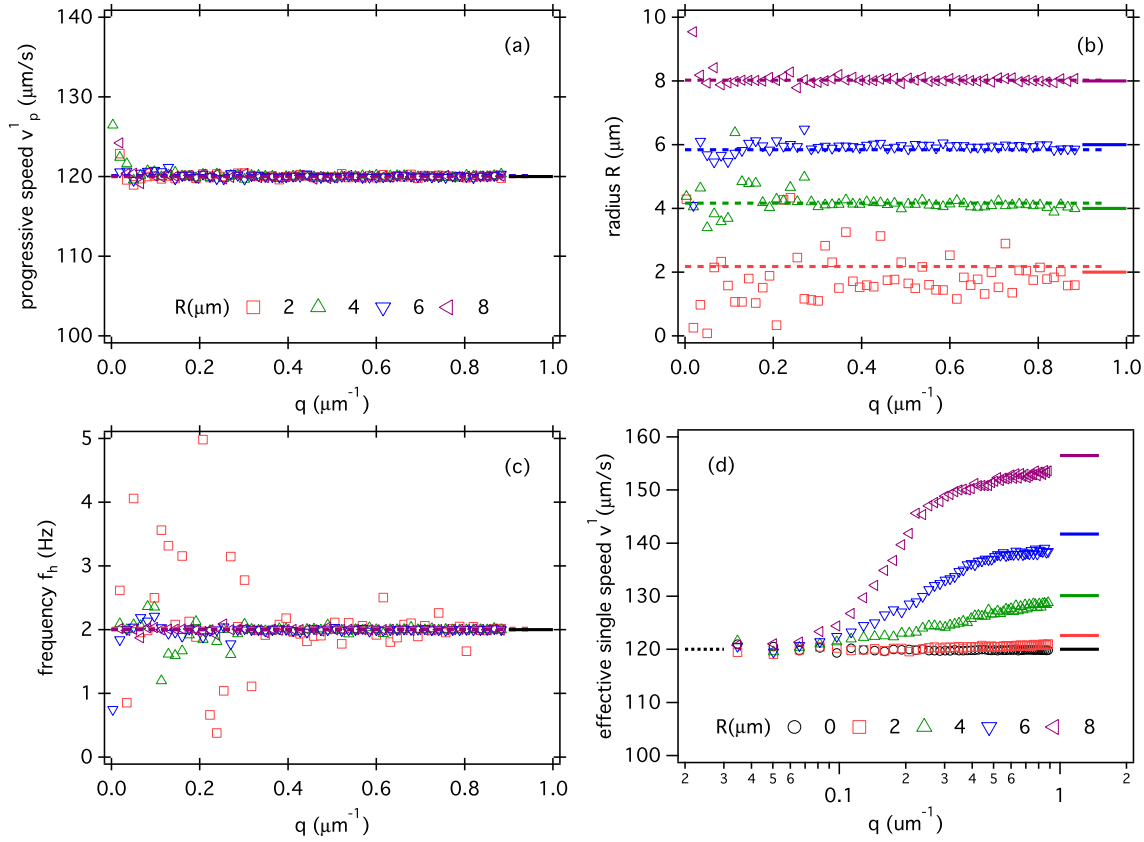 140
130
120
110
100
progressive speed v¹p (μm/s)
(a)
R(μm) 2 4 6 8
0.0 0.2 0.4 0.6 0.8 1.0
q (μm⁻¹)
10
8
6
4
2
0
radius R (μm)
(b)
0.0 0.2 0.4 0.6 0.8 1.0
q (μm⁻¹)
5
4
3
2
1
0
frequency fh (Hz)
(c)
0.0 0.2 0.4 0.6 0.8 1.0
q (μm⁻¹)
160
150
140
130
120
110
100
effective single speed v¹(μm/s)
(d)
R(μm) 0 2 4 6 8
2 3 4 5 6 0.1 2 3 4 5 6 1 2
q (um⁻¹)